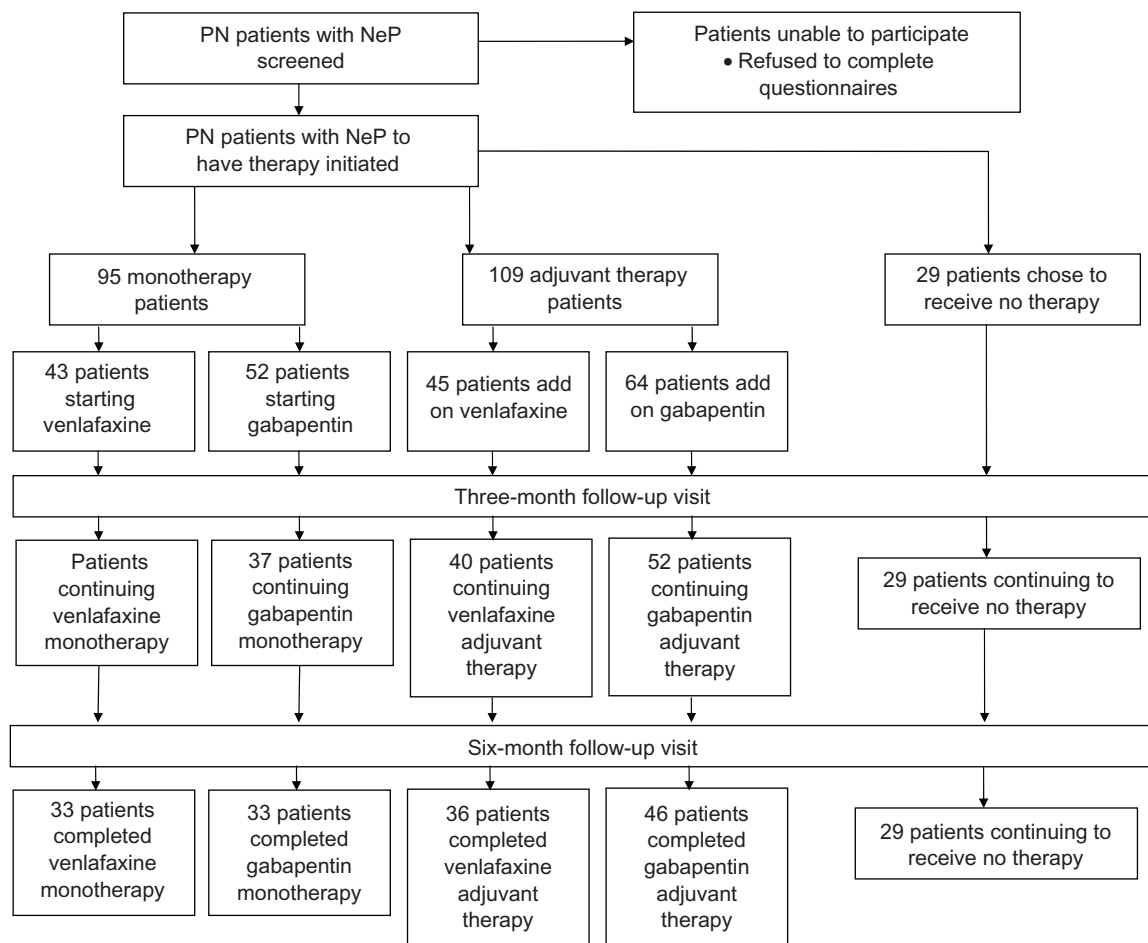 PN patients with NeP
screened
Patients unable to participate
• Refused to complete
questionnaires
PN patients with NeP to
have therapy initiated
95 monotherapy
patients
109 adjuvant therapy
patients
29 patients chose to
receive no therapy
43 patients
starting
venlafaxine
52 patients
starting
gabapentin
45 patients add
on venlafaxine
64 patients add
on gabapentin
Three-month follow-up visit
Patients
continuing
venlafaxine
monotherapy
37 patients
continuing
gabapentin
monotherapy
40 patients
continuing
venlafaxine
adjuvant
therapy
52 patients
continuing
gabapentin
adjuvant
therapy
29 patients continuing to
receive no therapy
Six-month follow-up visit
33 patients
completed
venlafaxine
monotherapy
33 patients
completed
gabapentin
monotherapy
36 patients
completed
venlafaxine
adjuvant
therapy
46 patients
completed
gabapentin
adjuvant
therapy
29 patients continuing to
receive no therapy